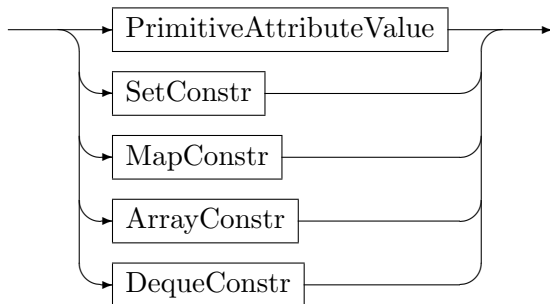 PrimitiveAttributeValue
SetConstr
MapConstr
ArrayConstr
DequeConstr